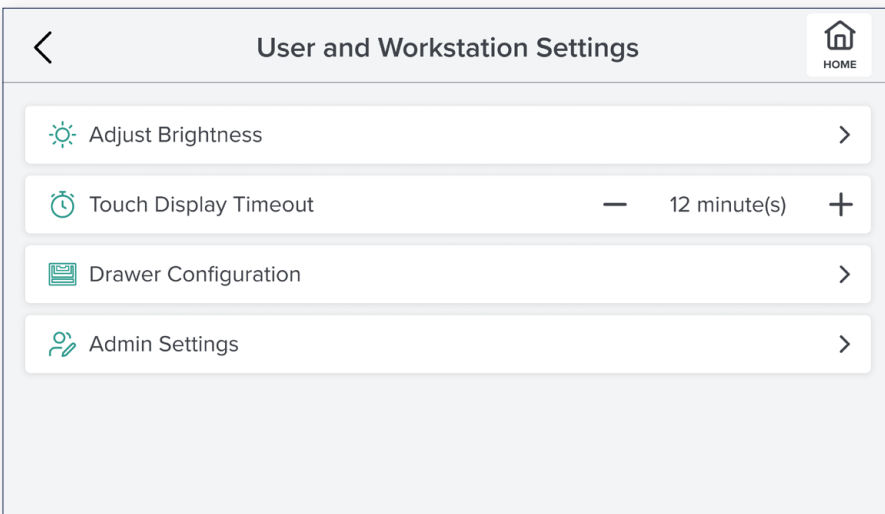 User and Workstation Settings
HOME
Adjust Brightness
Touch Display Timeout 12 minute(s)
Drawer Configuration
Admin Settings